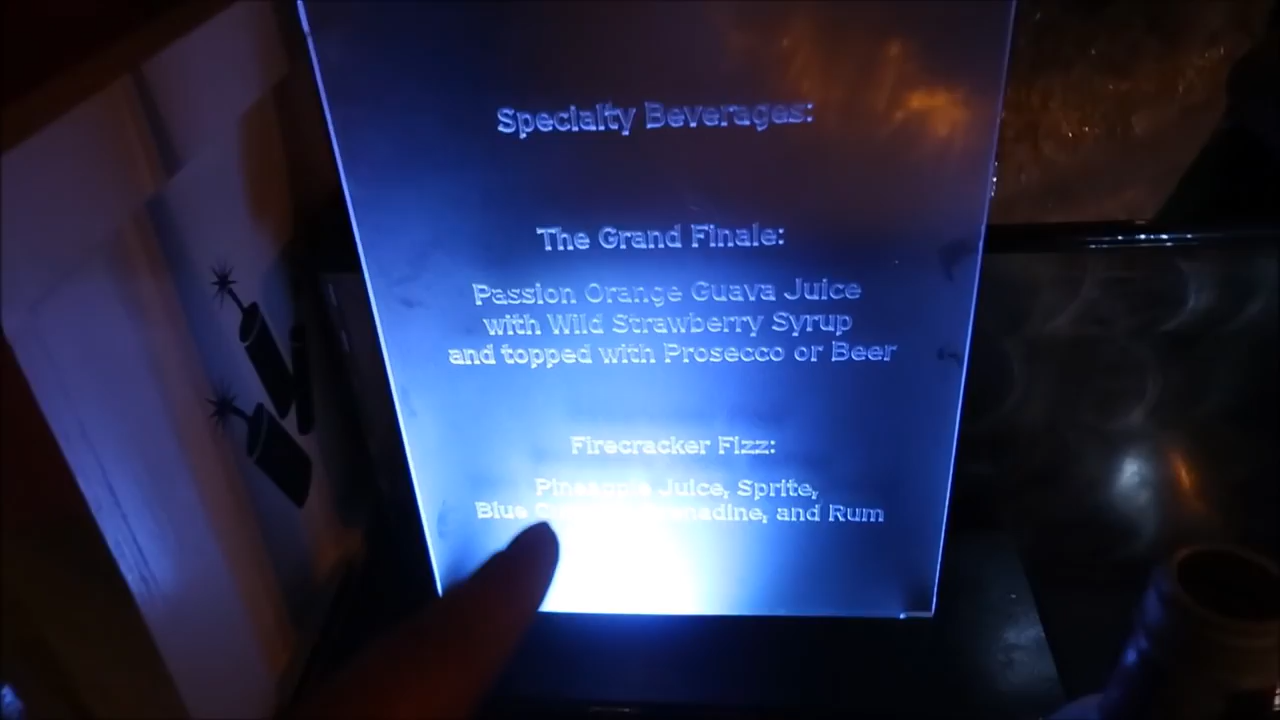 Specialty Beverages:
The Grand Finale:
Passion Orange Guava Juice
with Wild Strawberry Syrup
and topped with Prosecco or Beer
Firecracker Fizz:
Pineapple Juice, Sprite,
Blue Grenadine, and Rum